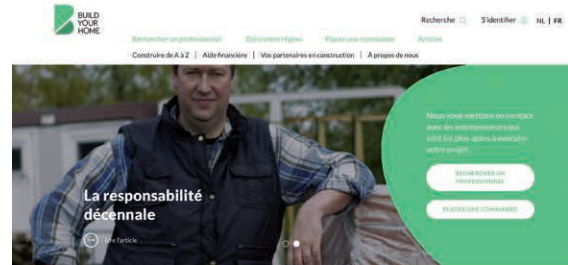 BUILD
YOUR
HOME
Recherche
S'identifier
NL | FR
Rechercher un professionnel
Dans votre région
Placer une commande
Articles
Construire de A à Z | Aide financière | Vos partenaires en construction | A propos de nous
Nous vous mettons en contact
avec les entrepreneurs qui
sont les plus aptes à exécuter
votre projet.
RECHERCHER UN
PROFESSIONNEL
PLACER UNE COMMANDE
La responsabilité
décennale
Lire l'article